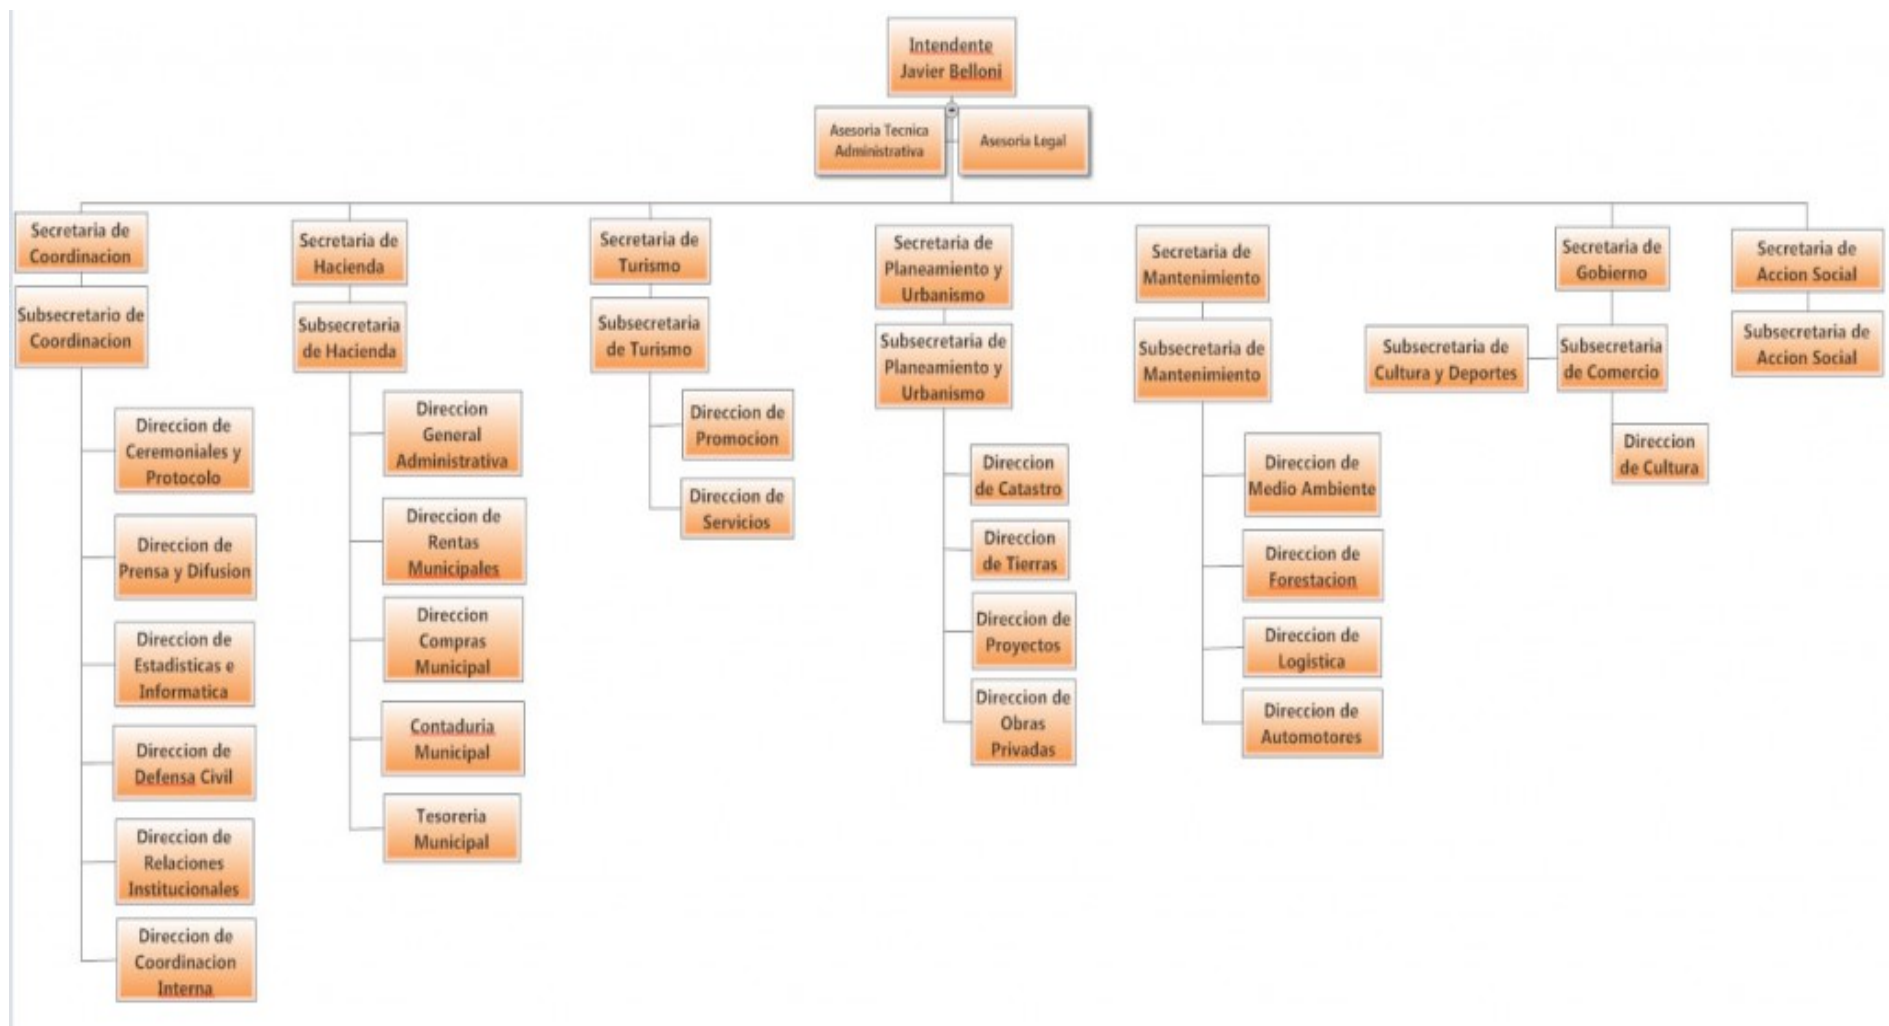 Intendente
Javier Belloni
Asesoria Tecnica
Administrativa
Asesoria Legal
Secretaria de
Coordinacion
Subsecretario de
Coordinacion
Direccion de
Ceremoniales y
Protocolo
Direccion de
Prensa y Difusion
Direccion de
Estadisticas e
Informatica
Direccion de
Defensa Civil
Direccion de
Relaciones
Institucionales
Direccion de
Coordinacion
Interna
Secretaria de
Hacienda
Subsecretaria
de Hacienda
Direccion
General
Administrativa
Direccion de
Rentas
Municipales
Direccion
Compras
Municipal
Contaduria
Municipal
Tesoreria
Municipal
Secretaria de
Turismo
Subsecretaria
de Turismo
Direccion de
Promocion
Direccion de
Servicios
Secretaria de
Planeamiento y
Urbanismo
Subsecretaria de
Planeamiento y
Urbanismo
Direccion
de Catastro
Direccion
de Tierras
Direccion de
Proyectos
Direccion de
Obras
Privadas
Secretaria de
Mantenimiento
Subsecretaria de
Mantenimiento
Direccion de
Medio Ambiente
Direccion de
Forestacion
Direccion de
Logistica
Direccion de
Automotores
Secretaria de
Gobierno
Subsecretaria de
Cultura y Deportes
Subsecretaria
de Comercio
Direccion
de Cultura
Secretaria de
Accion Social
Subsecretaria de
Accion Social